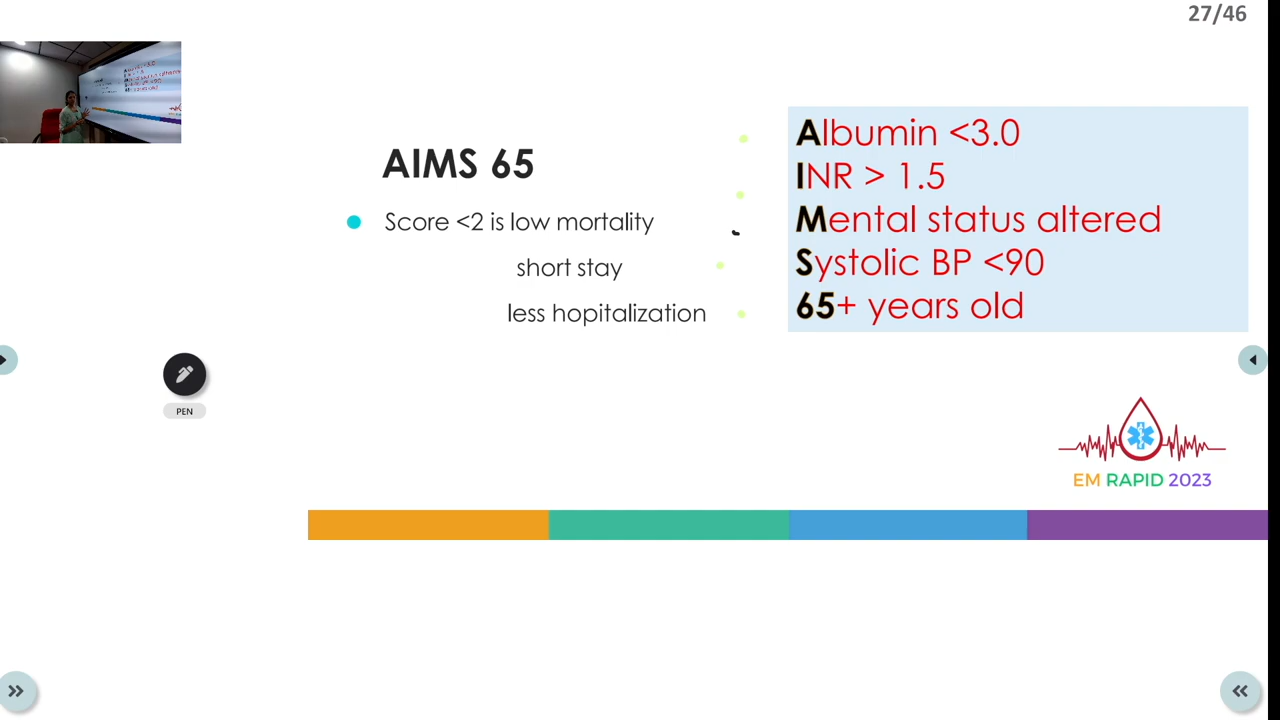 27/46
AIMS 65
Score <2 is low mortality
short stay
less hopitalization
Albumin <3.0
INR > 1.5
Mental status altered
Systolic BP <90
65+ years old
PEN
EM RAPID 2023